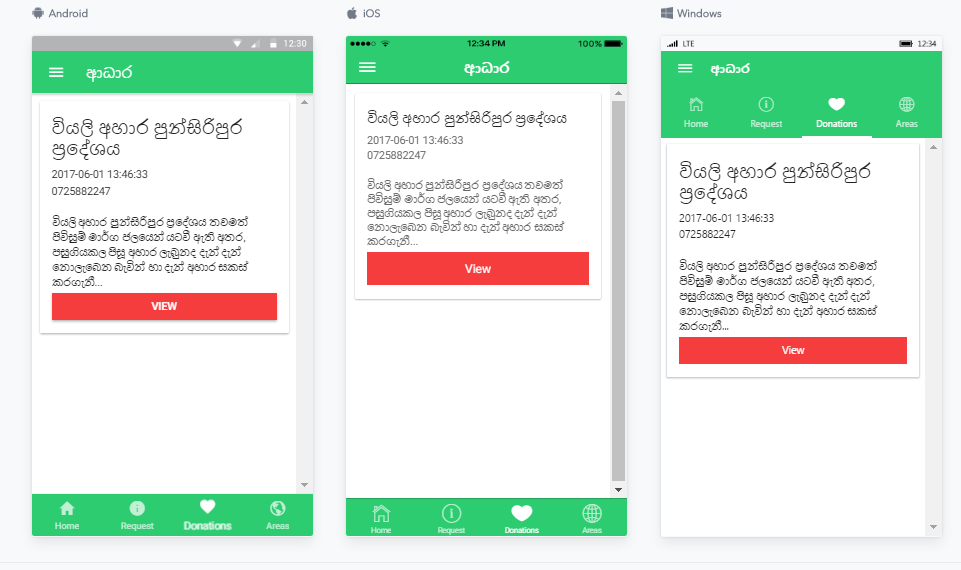 Android
12:30
ආධාර
වියලි අහාර පුන්සිරිපුර
ප්‍රදේශය
2017-06-01 13:46:33
0725882247
වියලි අහාර පුන්සිරිපුර ප්‍රදේශය තවමත්
පිවිසුම් මාර්ග ජලයෙන් යටවී ඇති අතර,
පසුගියකල පිසූ අහාර ලැබුනද දැන් දැන්
නොලැබෙන බැවින් හා දැන් අහාර සකස්
කරගැනී...
VIEW
Home Request Donations Areas
iOS
12:34 PM 100%
ආධාර
වියලි අහාර පුන්සිරිපුර ප්‍රදේශය
2017-06-01 13:46:33
0725882247
වියලි අහාර පුන්සිරිපුර ප්‍රදේශය තවමත්
පිවිසුම් මාර්ග ජලයෙන් යටවී ඇති අතර,
පසුගියකල පිසූ අහාර ලැබුනද දැන් දැන්
නොලැබෙන බැවින් හා දැන් අහාර සකස්
කරගැනී...
View
Home Request Donations Areas
Windows
LTE 12:34
ආධාර
Home Request Donations Areas
වියලි අහාර පුන්සිරිපුර
ප්‍රදේශය
2017-06-01 13:46:33
0725882247
වියලි අහාර පුන්සිරිපුර ප්‍රදේශය තවමත්
පිවිසුම් මාර්ග ජලයෙන් යටවී ඇති අතර,
පසුගියකල පිසූ අහාර ලැබුනද දැන් දැන්
නොලැබෙන බැවින් හා දැන් අහාර සකස්
කරගැනී...
View